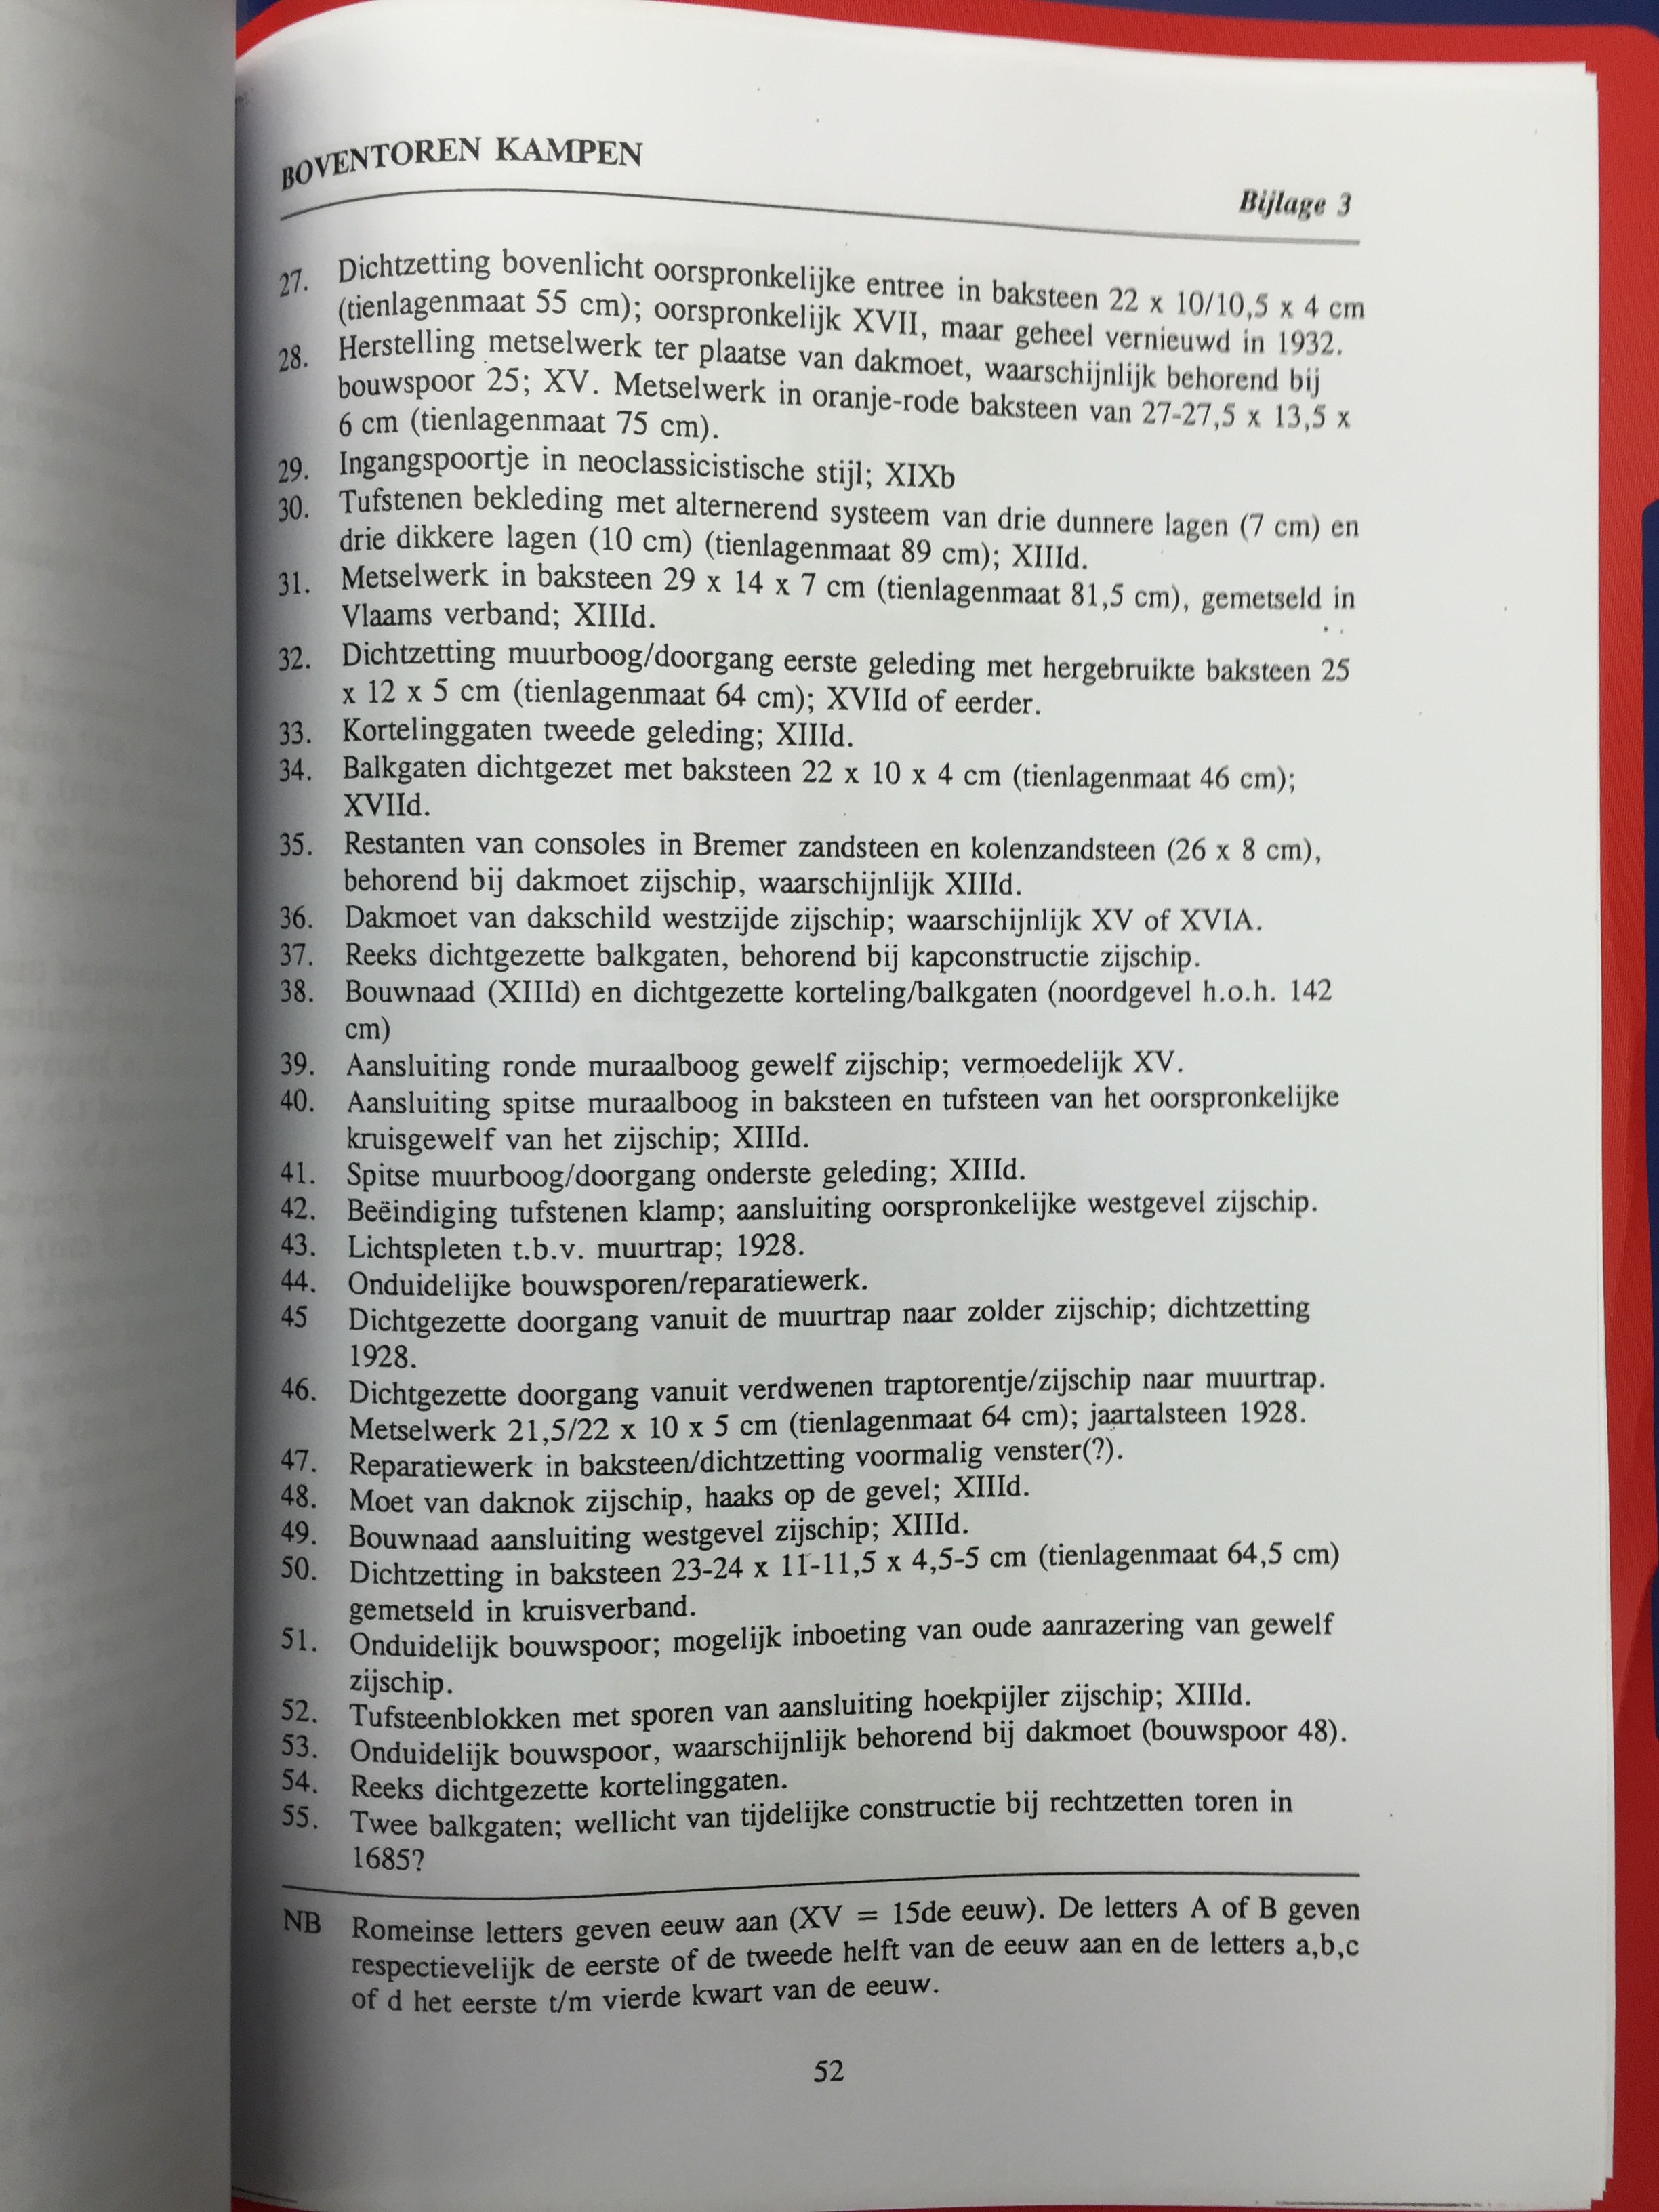 BOVENTOREN KAMPEN
Bijlage 3
27. Dichtzetting bovenlicht oorspronkelijke entree in baksteen 22 x 10/10,5 x 4 cm
(tienlagenmaat 55 cm); oorspronkelijk XVII, maar geheel vernieuwd in 1932.
28. Herstelling metselwerk ter plaatse van dakmoet, waarschijnlijk behorend bij
bouwspoor 25; XV. Metselwerk in oranje-rode baksteen van 27-27,5 x 13,5 x
6 cm (tienlagenmaat 75 cm).
29. Ingangspoortje in neoclassicistische stijl; XIXb
30. Tufstenen bekleding met alternerend systeem van drie dunnere lagen (7 cm) en
drie dikkere lagen (10 cm) (tienlagenmaat 89 cm); XIIId.
31. Metselwerk in baksteen 29 x 14 x 7 cm (tienlagenmaat 81,5 cm), gemetseld in
Vlaams verband; XIIId.
32. Dichtzetting muurboog/doorgang eerste geleding met hergebruikte baksteen 25
x 12 x 5 cm (tienlagenmaat 64 cm); XVIId of eerder.
33. Kortelinggaten tweede geleding; XIIId.
34. Balkgaten dichtgezet met baksteen 22 x 10 x 4 cm (tienlagenmaat 46 cm);
XVIId.
35. Restanten van consoles in Bremer zandsteen en kolenzandsteen (26 x 8 cm),
behorend bij dakmoet zijschip, waarschijnlijk XIIId.
36. Dakmoet van dakschild westzijde zijschip; waarschijnlijk XV of XVIA.
37. Reeks dichtgezette balkgaten, behorend bij kapconstructie zijschip.
38. Bouwnaad (XIIId) en dichtgezette korteling/balkgaten (noordgevel h.o.h. 142
cm)
39. Aansluiting ronde muraalboog gewelf zijschip; vermoedelijk XV.
40. Aansluiting spitse muraalboog in baksteen en tufsteen van het oorspronkelijke
kruisgewelf van het zijschip; XIIId.
41. Spitse muurboog/doorgang onderste geleding; XIIId.
42. Beëindiging tufstenen klamp; aansluiting oorspronkelijke westgevel zijschip.
43. Lichtspleten t.b.v. muurtrap; 1928.
44. Onduidelijke bouwsporen/reparatiewerk.
45 Dichtgezette doorgang vanuit de muurtrap naar zolder zijschip; dichtzetting
1928.
46. Dichtgezette doorgang vanuit verdwenen traptorentje/zijschip naar muurtrap.
Metselwerk 21,5/22 x 10 x 5 cm (tienlagenmaat 64 cm); jaartalsteen 1928.
47. Reparatiewerk in baksteen/dichtzetting voormalig venster(?).
48. Moet van daknok zijschip, haaks op de gevel; XIIId.
49. Bouwnaad aansluiting westgevel zijschip; XIIId.
50. Dichtzetting in baksteen 23-24 x 11-11,5 x 4,5-5 cm (tienlagenmaat 64,5 cm)
gemetseld in kruisverband.
51. Onduidelijk bouwspoor; mogelijk inboeting van oude aanrazering van gewelf
zijschip.
52. Tufsteenblokken met sporen van aansluiting hoekpijler zijschip; XIIId.
53. Onduidelijk bouwspoor, waarschijnlijk behorend bij dakmoet (bouwspoor 48).
54. Reeks dichtgezette kortelinggaten.
55. Twee balkgaten; wellicht van tijdelijke constructie bij rechtzetten toren in
1685?
NB Romeinse letters geven eeuw aan (XV = 15de eeuw). De letters A of B geven
respectievelijk de eerste of de tweede helft van de eeuw aan en de letters a,b,c
of d het eerste t/m vierde kwart van de eeuw.
52